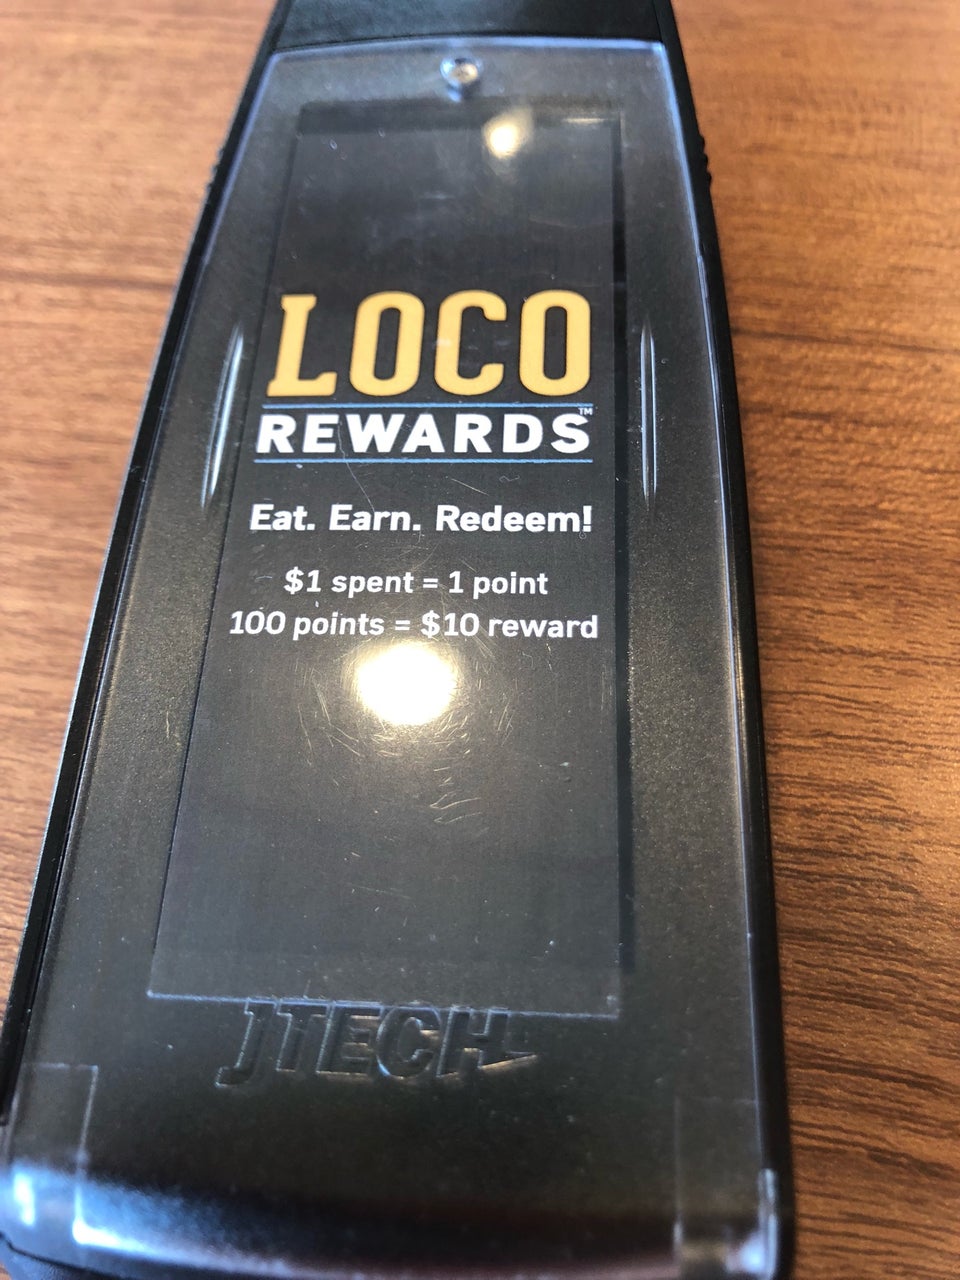 LOCO
REWARDS™
Eat. Earn. Redeem!
$1 spent = 1 point
100 points = $10 reward
JTECH